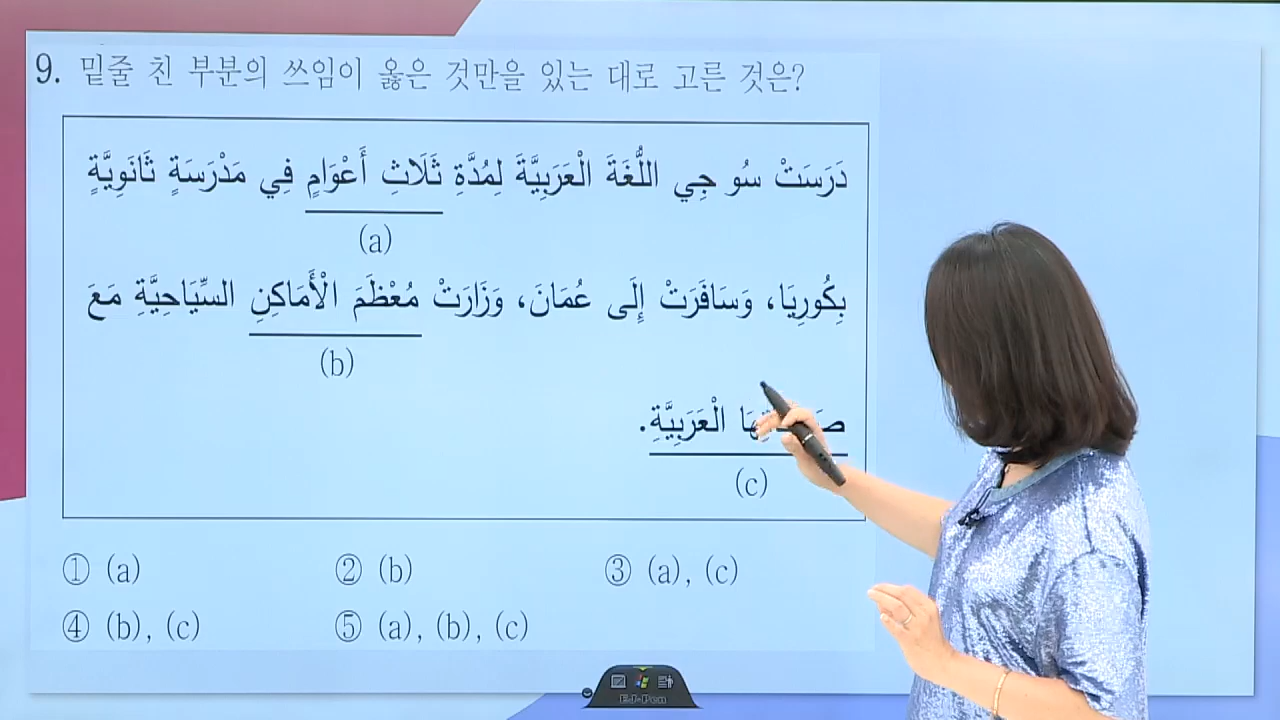 9. 밑줄 친 부분의 쓰임이 옳은 것만을 있는 대로 고른 것은?
دَرَسَتْ سُو جِي اللُّغَةَ الْعَرَبِيَّةَ لِمُدَّةِ ثَلَاثِ أَعْوَامٍ فِي مَدْرَسَةٍ ثَانَوِيَّةٍ
(a)
بِكُورِيَا، وَسَافَرَتْ إِلَى عُمَانَ، وَزَارَتْ مُعْظَمَ الْأَمَاكِنِ السِّيَاحِيَّةِ مَعَ
(b)
الْعَرَبِيَّةِ.
(c)
① (a) ② (b) ③ (a), (c)
④ (b), (c) ⑤ (a), (b), (c)
EJ-Pen